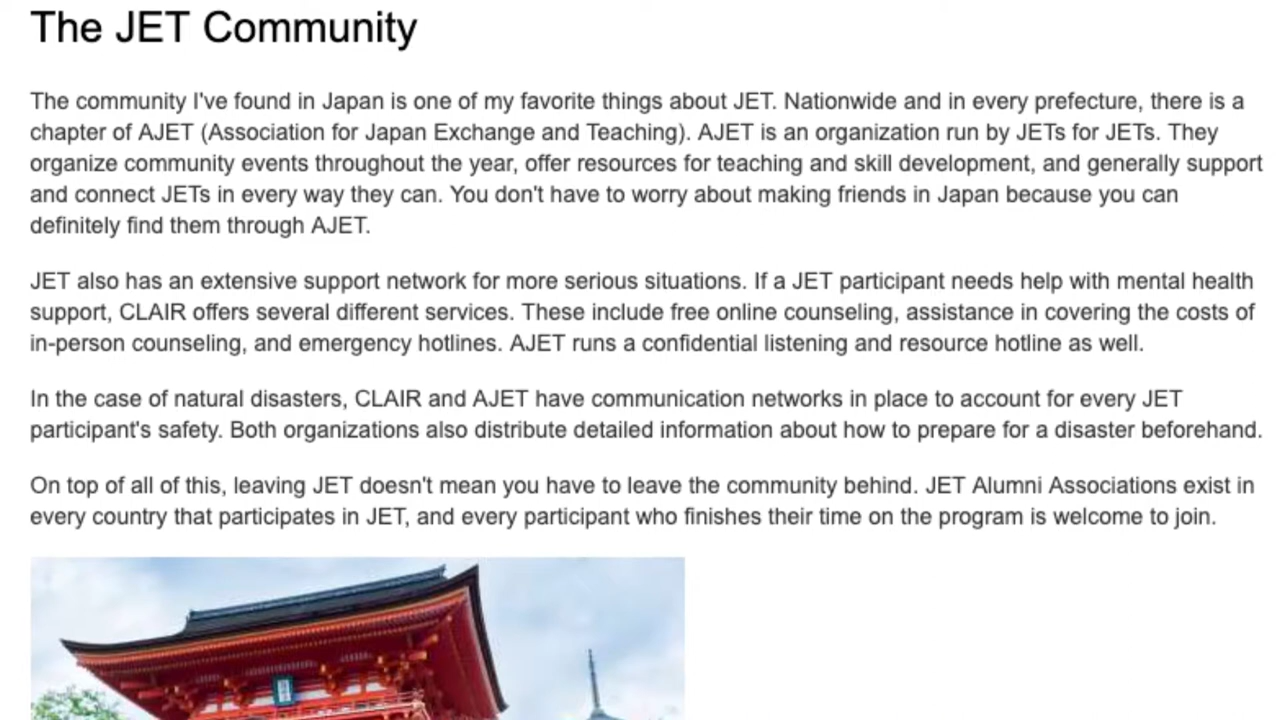 The JET Community
The community I've found in Japan is one of my favorite things about JET. Nationwide and in every prefecture, there is a
chapter of AJET (Association for Japan Exchange and Teaching). AJET is an organization run by JETs for JETs. They
organize community events throughout the year, offer resources for teaching and skill development, and generally support
and connect JETs in every way they can. You don't have to worry about making friends in Japan because you can
definitely find them through AJET.
JET also has an extensive support network for more serious situations. If a JET participant needs help with mental health
support, CLAIR offers several different services. These include free online counseling, assistance in covering the costs of
in-person counseling, and emergency hotlines. AJET runs a confidential listening and resource hotline as well.
In the case of natural disasters, CLAIR and AJET have communication networks in place to account for every JET
participant's safety. Both organizations also distribute detailed information about how to prepare for a disaster beforehand.
On top of all of this, leaving JET doesn't mean you have to leave the community behind. JET Alumni Associations exist in
every country that participates in JET, and every participant who finishes their time on the program is welcome to join.